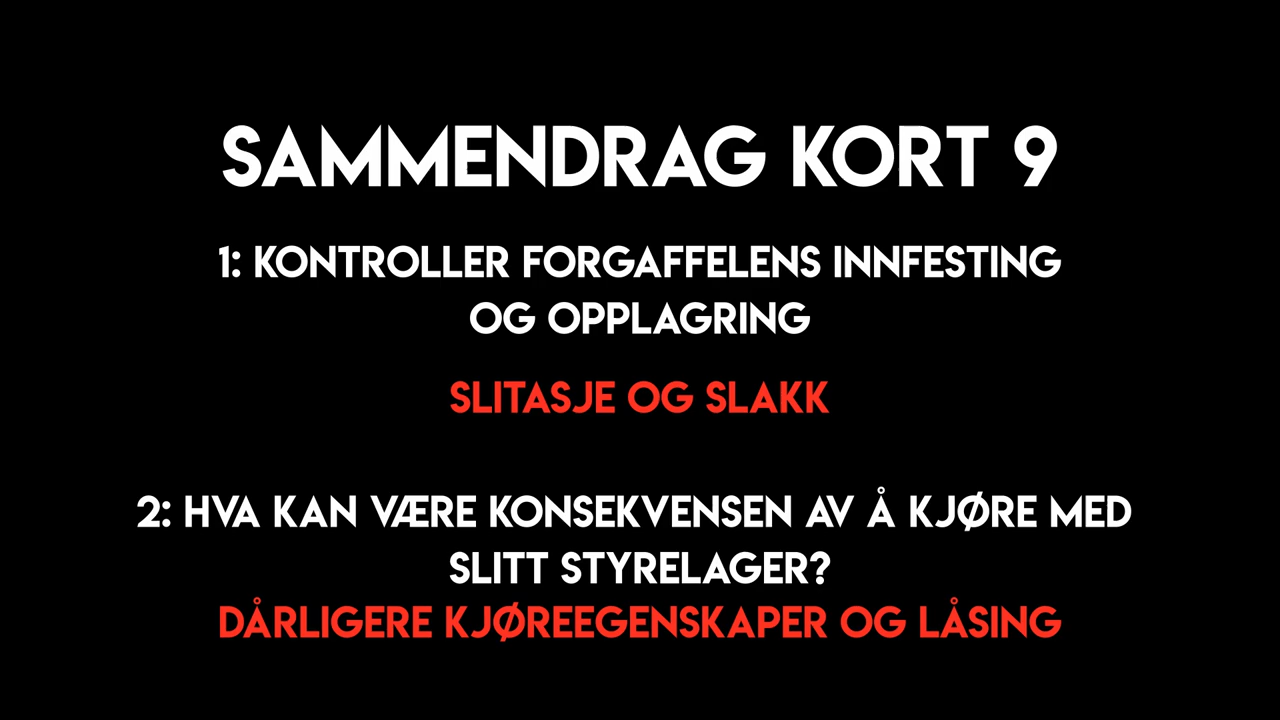 SAMMENDRAG KORT 9
1: KONTROLLER FORGAFFELENS INNFESTING
OG OPPLAGRING
SLITASJE OG SLAKK
2: HVA KAN VÆRE KONSEKVENSEN AV Å KJØRE MED
SLITT STYRELAGER?
DÅRLIGERE KJØREEGENSKAPER OG LÅSING